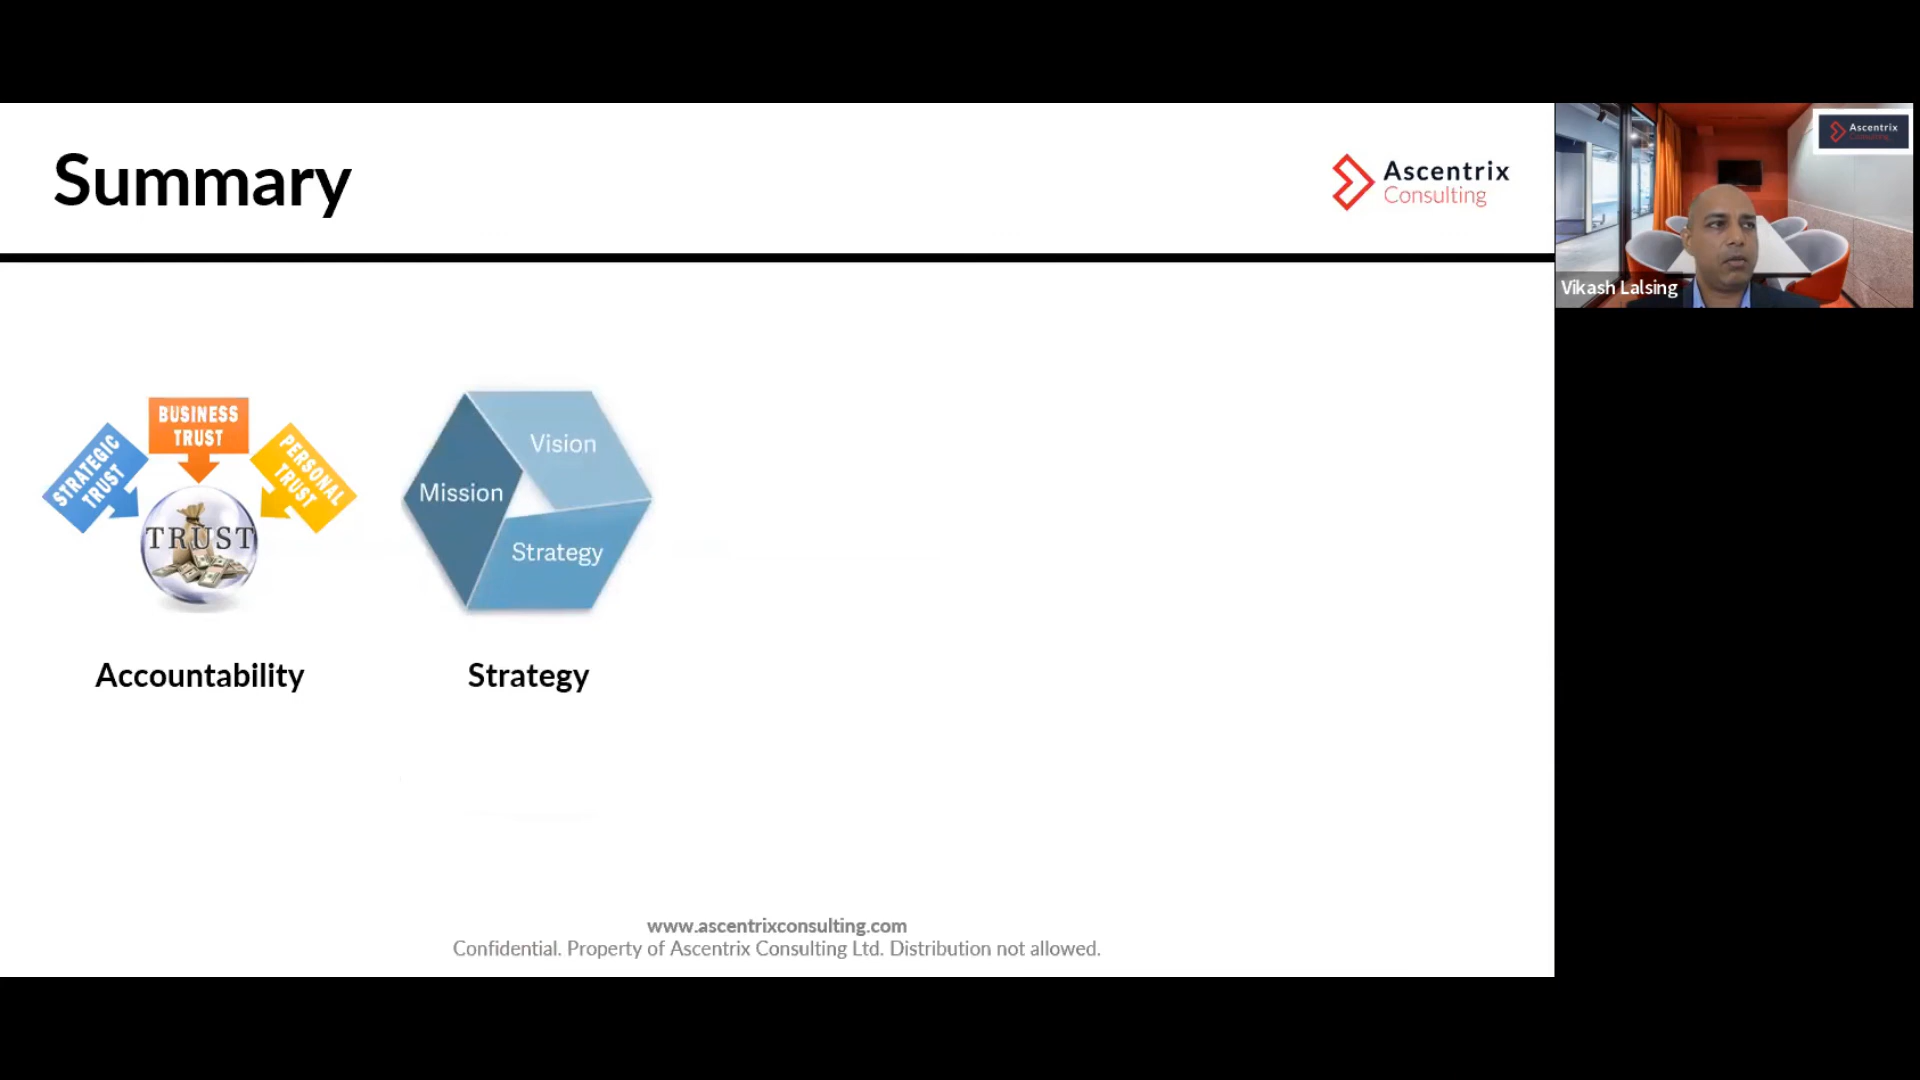 Summary
Ascentrix
Consulting
Ascentrix
Consulting
Vikash Lalsing
STRATEGIC
TRUST
BUSINESS
TRUST
PERSONAL
TRUST
TRUST
Mission
Vision
Strategy
Accountability
Strategy
www.ascentrixconsulting.com
Confidential. Property of Ascentrix Consulting Ltd. Distribution not allowed.